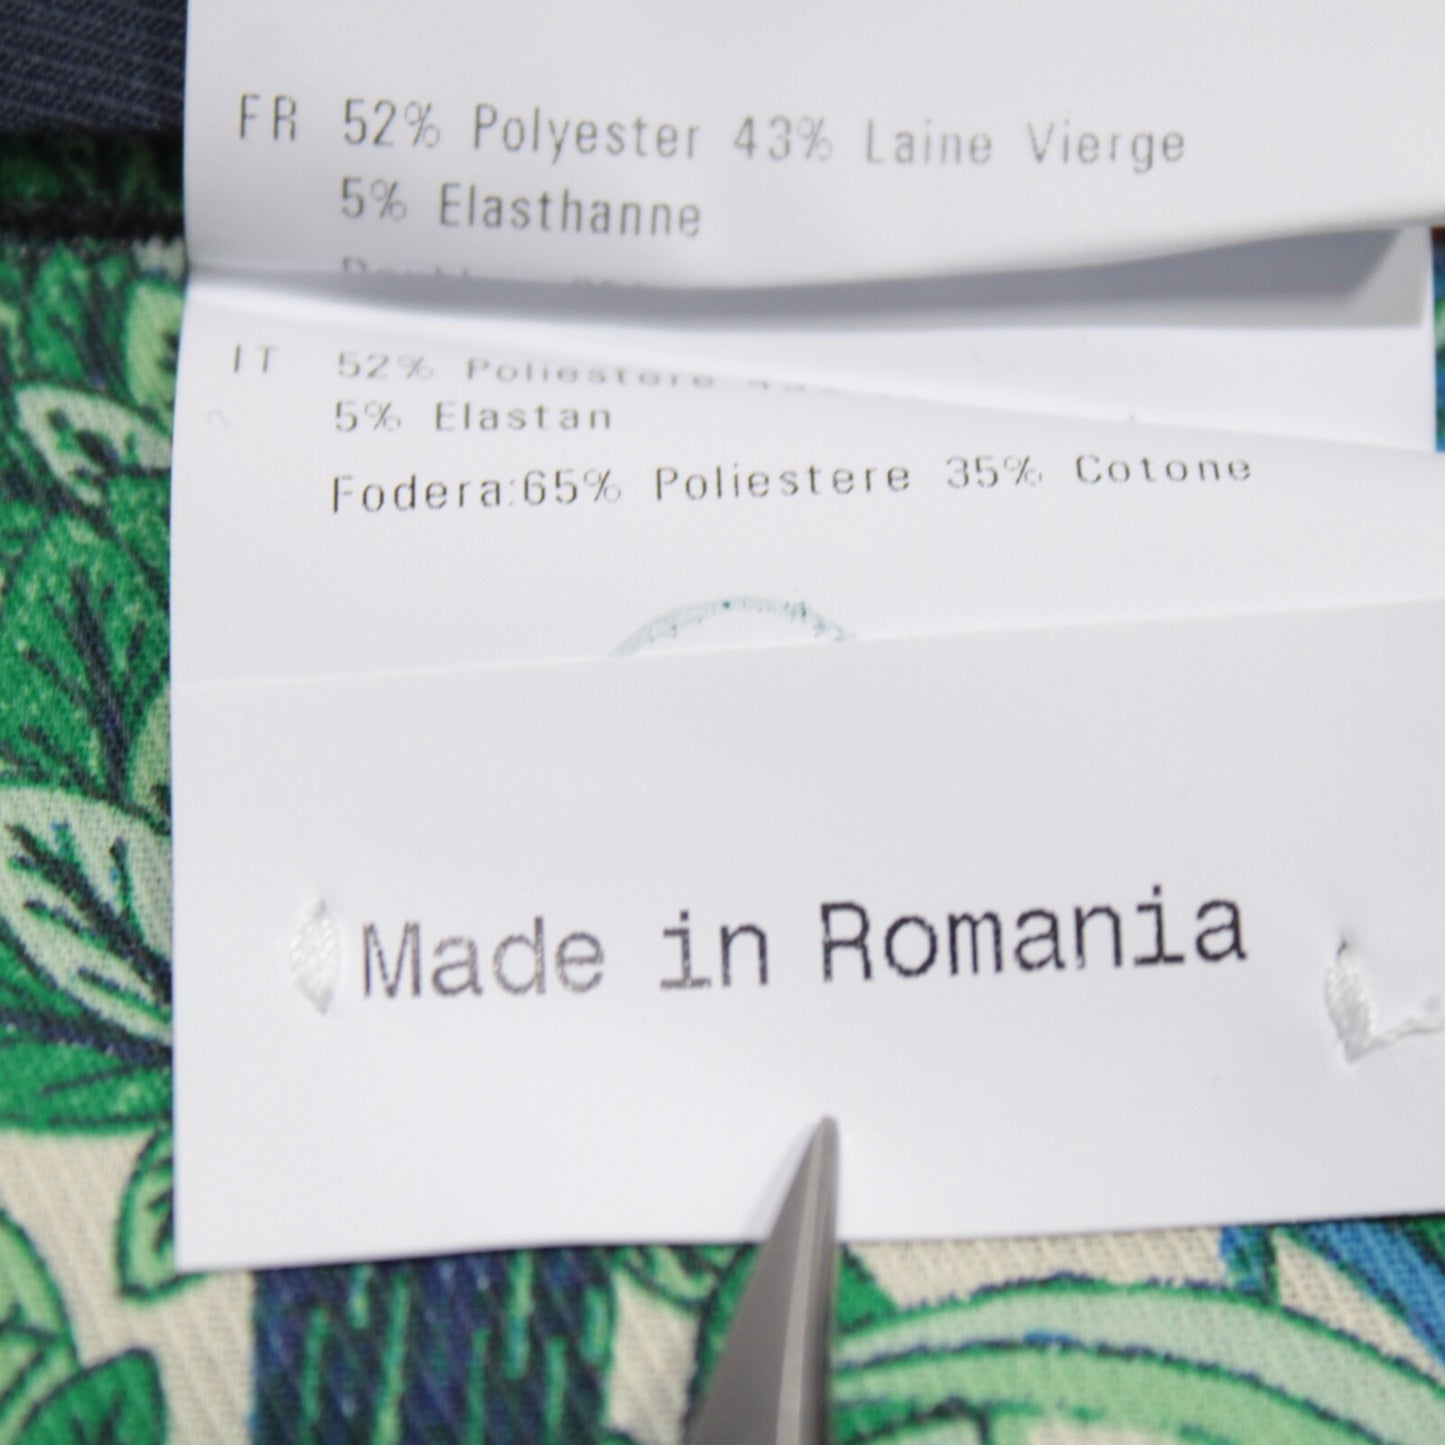 FR 52% Polyester 43% Laine Vierge
5% Elasthanne
IT 52% Poliestere
5% Elastan
Fodera:65% Poliestere 35% Cotone
Made in Romania